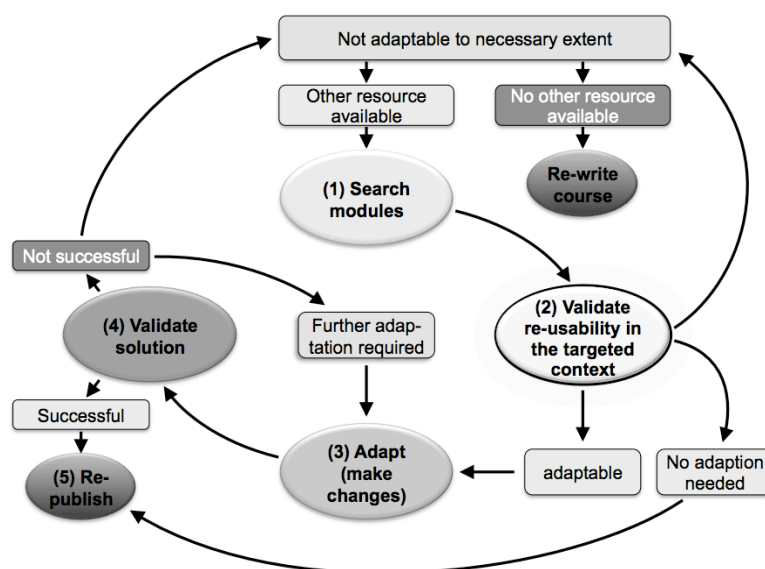 Not adaptable to necessary extent
Other resource
available
No other resource
available
(1) Search
modules
Re-write
course
Not successful
(4) Validate
solution
Further adap-
tation required
(2) Validate
re-usability in
the targeted
context
Successful
(3) Adapt
(make
changes)
adaptable
No adaption
needed
(5) Re-
publish